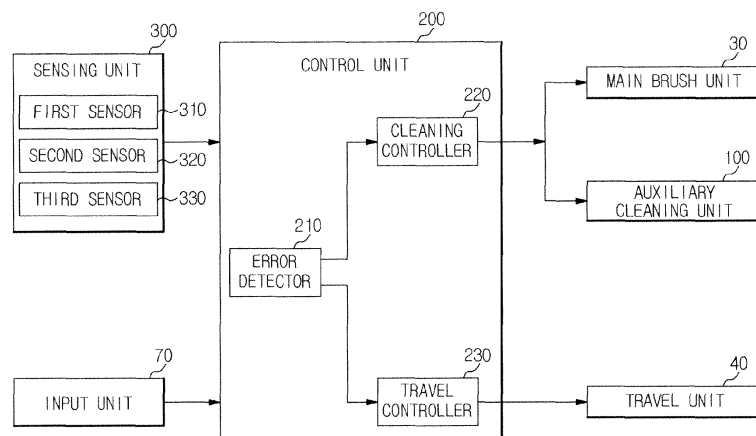 300
SENSING UNIT
FIRST SENSOR
310
SECOND SENSOR
320
THIRD SENSOR
330
70
INPUT UNIT
200
CONTROL UNIT
220
CLEANING
CONTROLLER
210
ERROR
DETECTOR
230
TRAVEL
CONTROLLER
30
MAIN BRUSH UNIT
100
AUXILIARY
CLEANING UNIT
40
TRAVEL UNIT